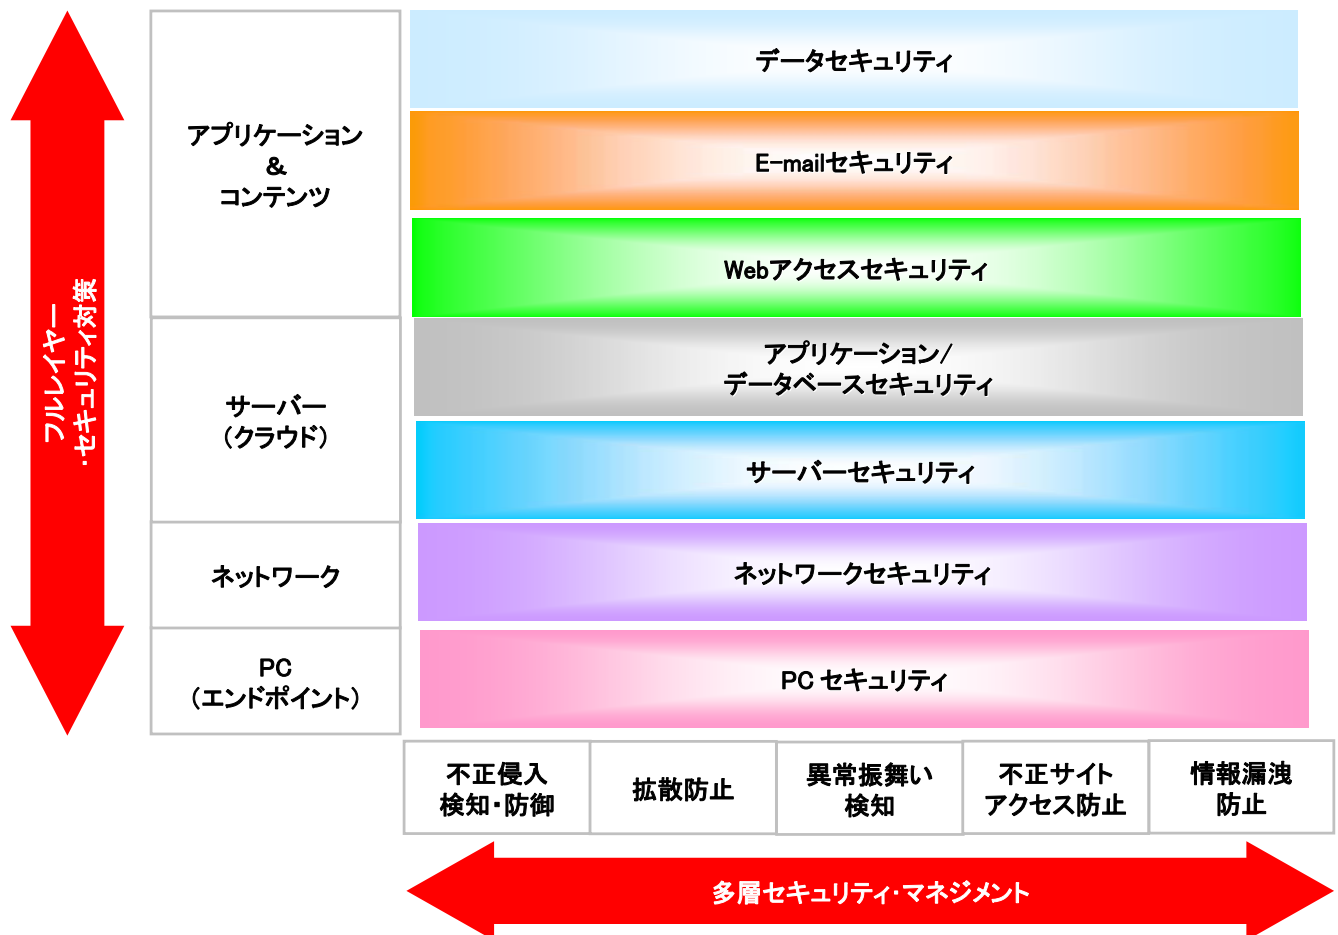 フルレイヤー
・セキュリティ対策
アプリケーション
&
コンテンツ
データセキュリティ
E-mailセキュリティ
Webアクセスセキュリティ
サーバー
(クラウド)
アプリケーション/
データベースセキュリティ
サーバーセキュリティ
ネットワーク
ネットワークセキュリティ
PC
(エンドポイント)
PC セキュリティ
不正侵入
検知・防御
拡散防止
異常振舞い
検知
不正サイト
アクセス防止
情報漏洩
防止
多層セキュリティ・マネジメント